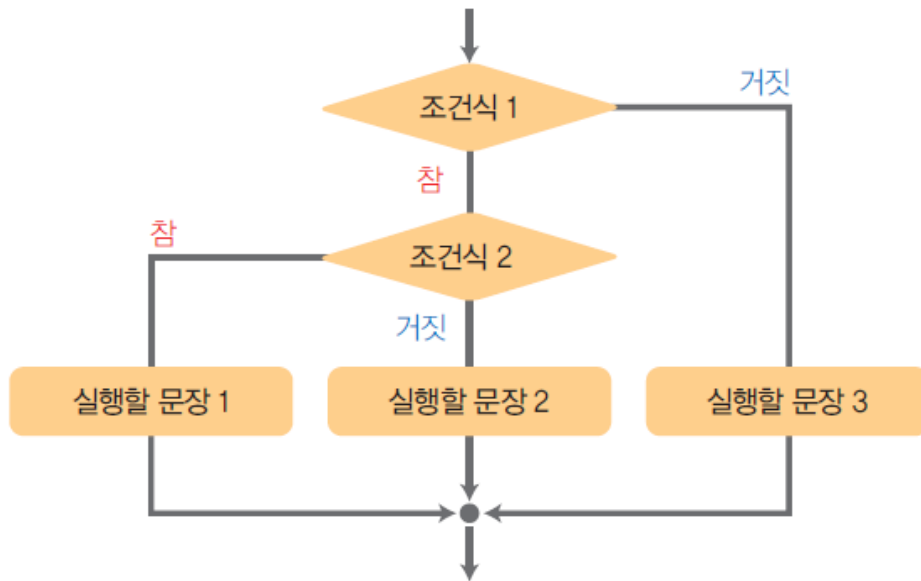 거짓
조건식 1
참
참
조건식 2
거짓
실행할 문장 1
실행할 문장 2
실행할 문장 3